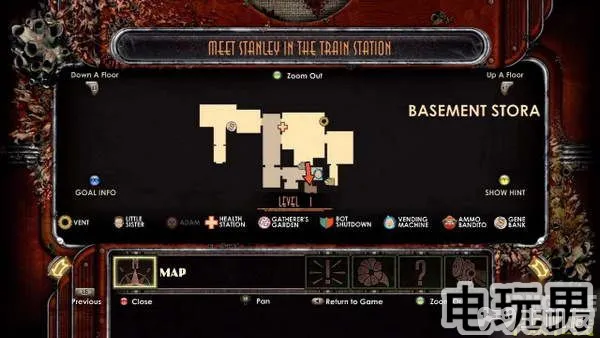 MEET STANLEY IN THE TRAIN STATION
DOWN A FLOOR
ZOOM OUT
UP A FLOOR
BASEMENT STORA
GOAL INFO
SHOW HINT
LEVEL 1
VENT
LITTLE SISTER
ADAM
HEALTH STATION
GATHERER'S GARDEN
BOT SHUTDOWN
VENDING MACHINE
AMMO BANDITO
GENE BANK
MAP
Previous
Close
Pan
Return to Game
电玩男